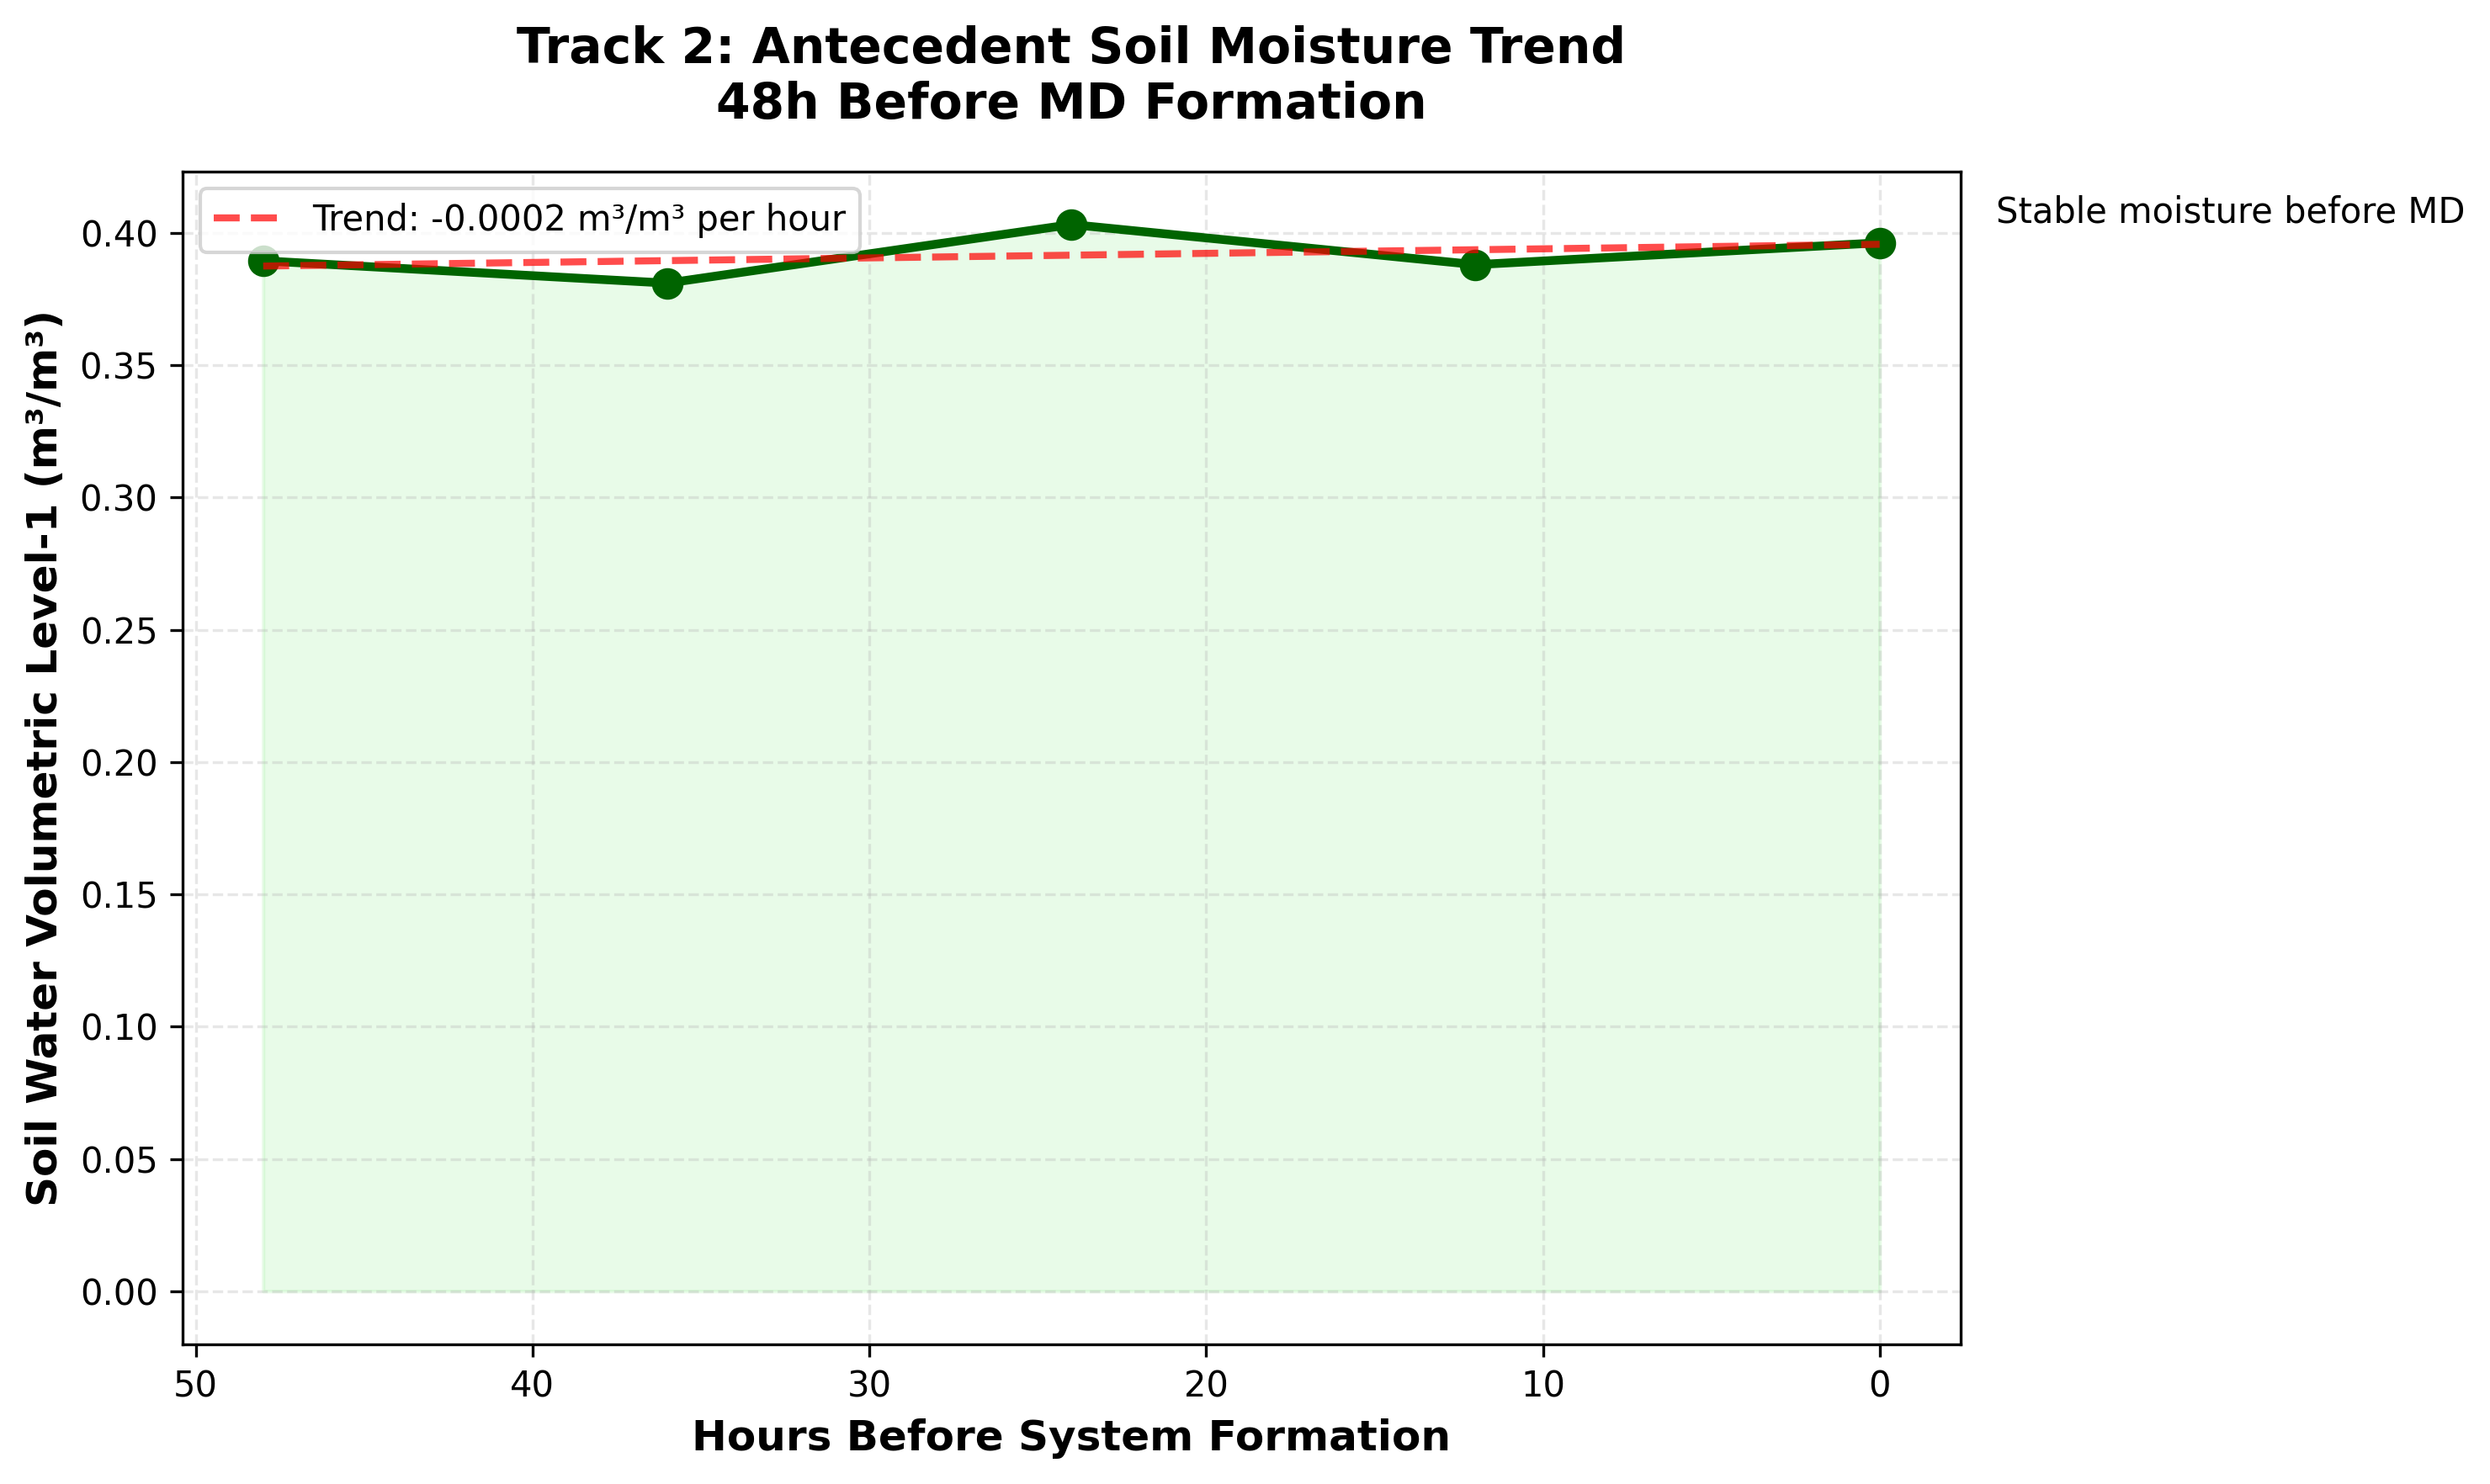 Track 2: Antecedent Soil Moisture Trend
48h Before MD Formation
Trend: -0.0002 m³/m³ per hour
Stable moisture before MD
Soil Water Volumetric Level-1 (m³/m³)
0.40
0.35
0.30
0.25
0.20
0.15
0.10
0.05
0.00
50 40 30 20 10 0
Hours Before System Formation